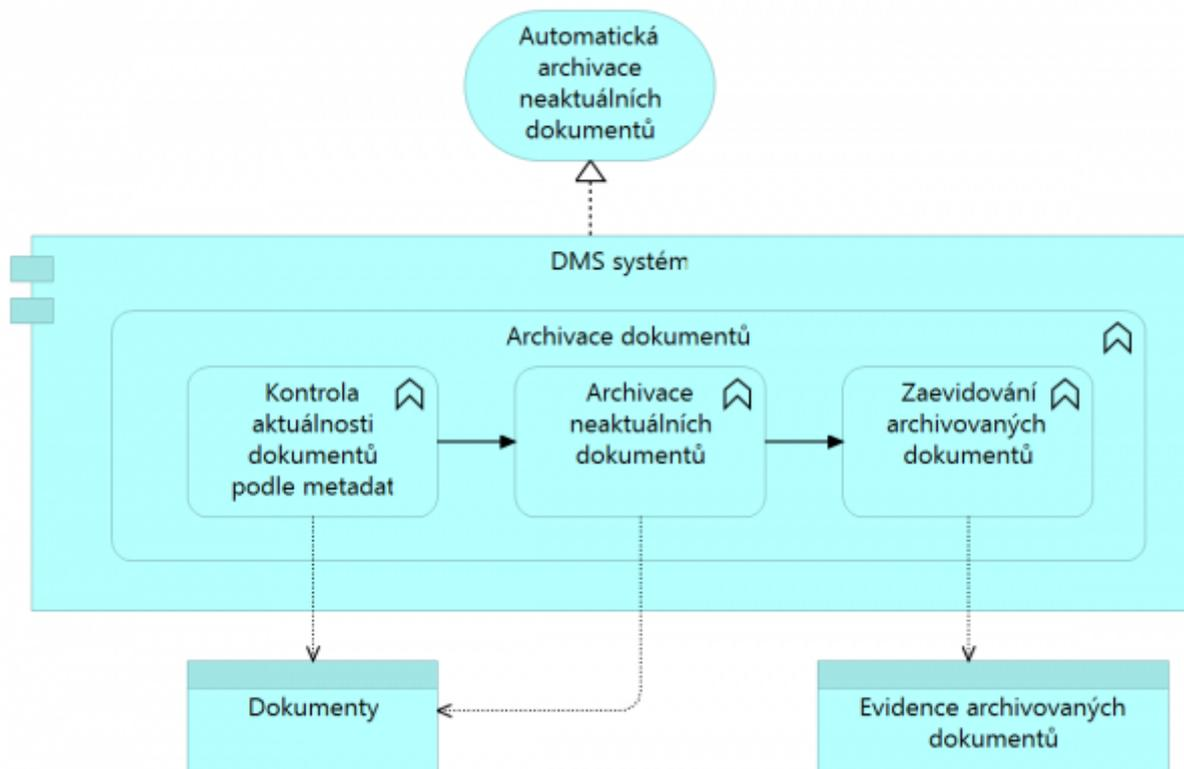 Automatická
archivace
neaktuálních
dokumentů
DMS systém
Archivace dokumentů
Kontrola
aktuálnosti
dokumentů
podle metadat
Archivace
neaktuálních
dokumentů
Zaevidování
archivovaných
dokumentů
Dokumenty
Evidence archivovaných
dokumentů